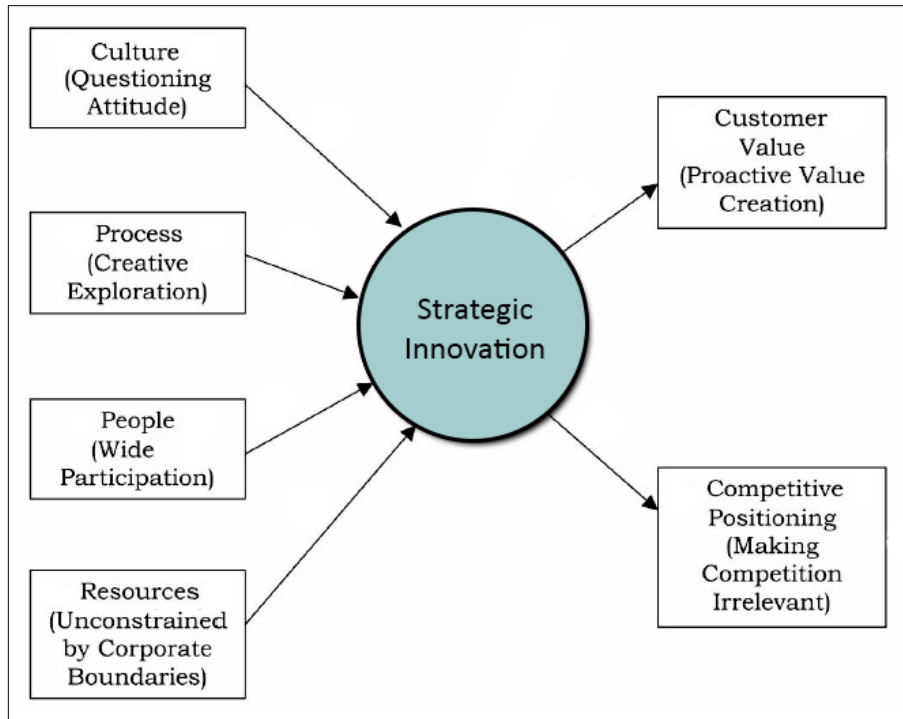 Culture
(Questioning
Attitude)
Process
(Creative
Exploration)
People
(Wide
Participation)
Resources
(Unconstrained
by Corporate
Boundaries)
Strategic
Innovation
Customer
Value
(Proactive Value
Creation)
Competitive
Positioning
(Making
Competition
Irrelevant)